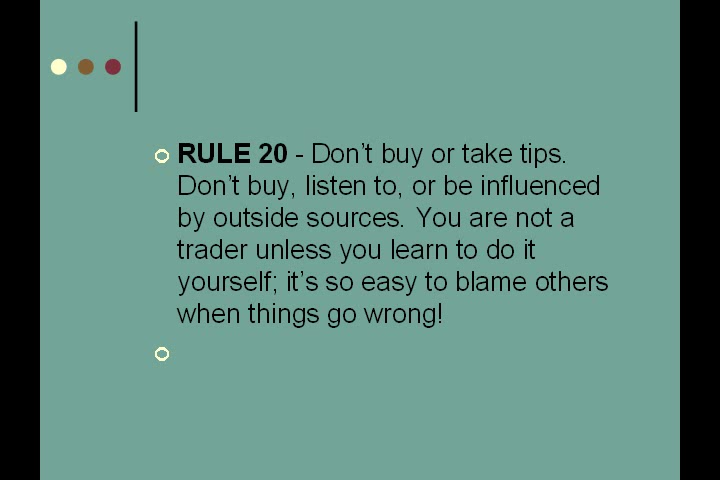 RULE 20 - Don't buy or take tips.
Don't buy, listen to, or be influenced
by outside sources. You are not a
trader unless you learn to do it
yourself; it's so easy to blame others
when things go wrong!